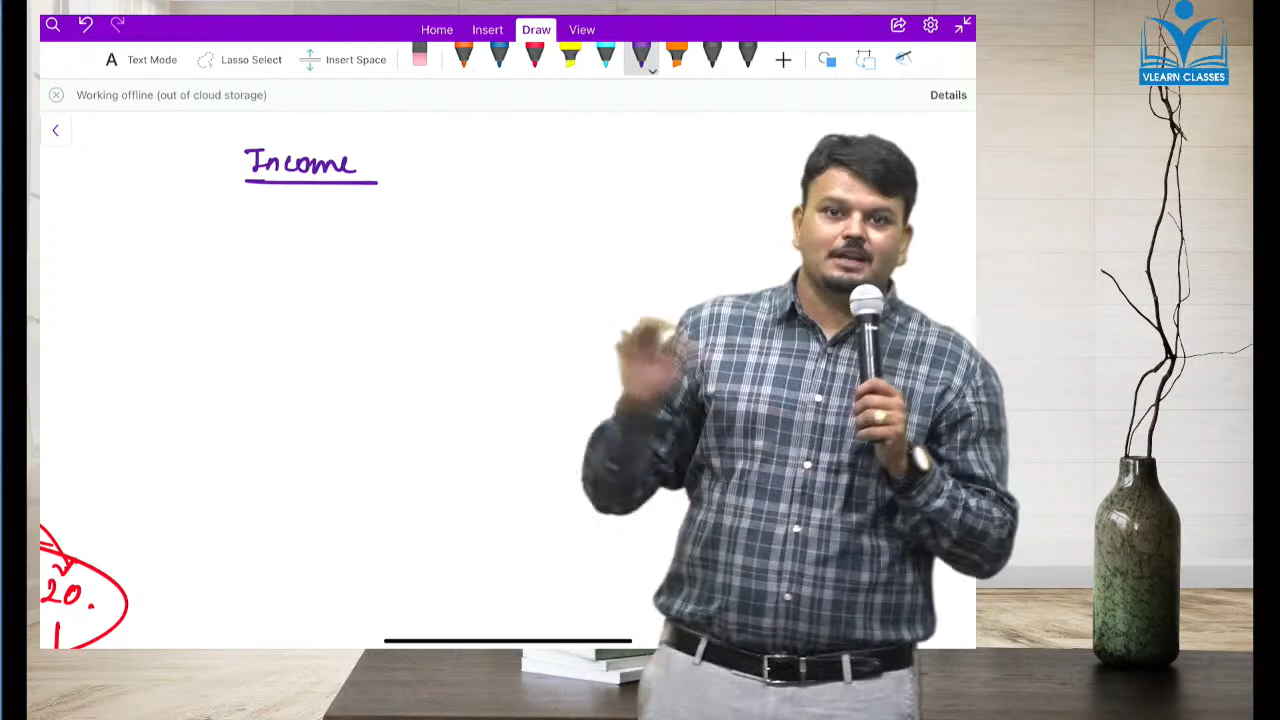 Home Insert Draw View
A Text Mode Lasso Select Insert Space
VLEARN CLASSES
Working offline (out of cloud storage) Details
Income
20.